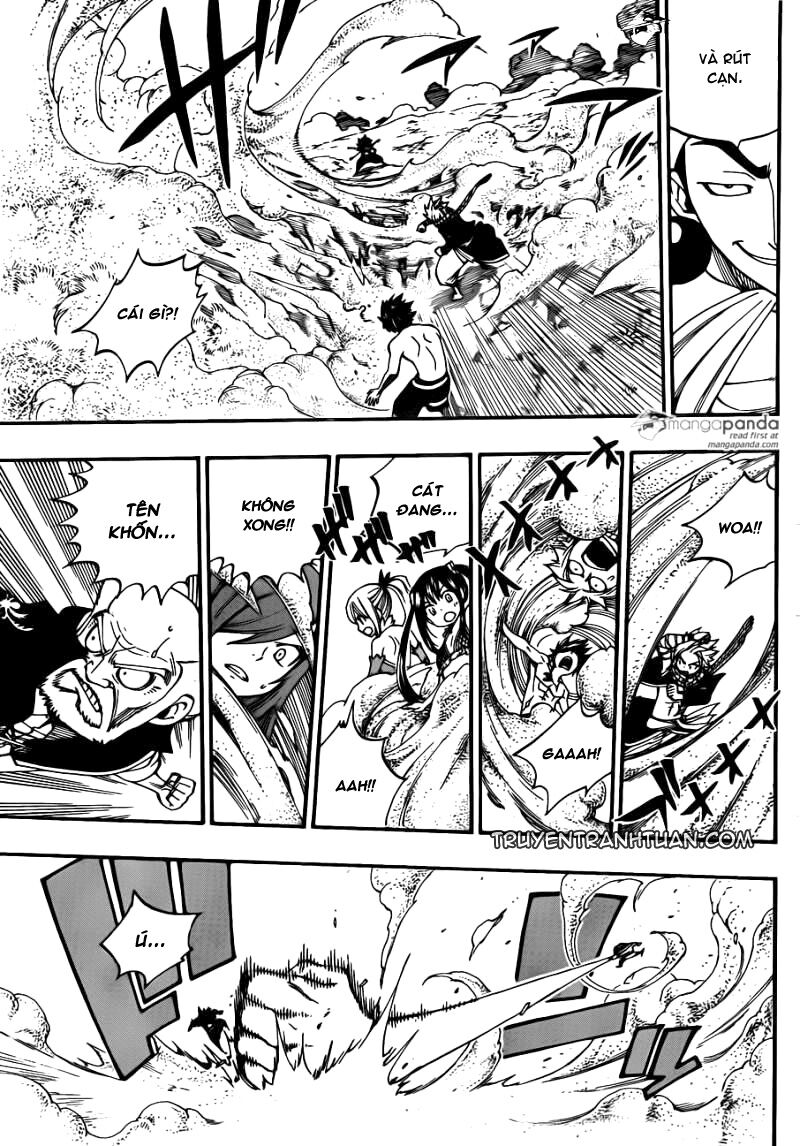 VÀ RÚT
CẠN.
CÁI GÌ?!
mangapanda
read first at
mangapanda.com
WOA!!
GAAAH!
CÁT
ĐANG...
AAH!!
KHÔNG
XONG!!
TÊN
KHỐN...
TRUYENTRANHTUAN.COM
Ú...